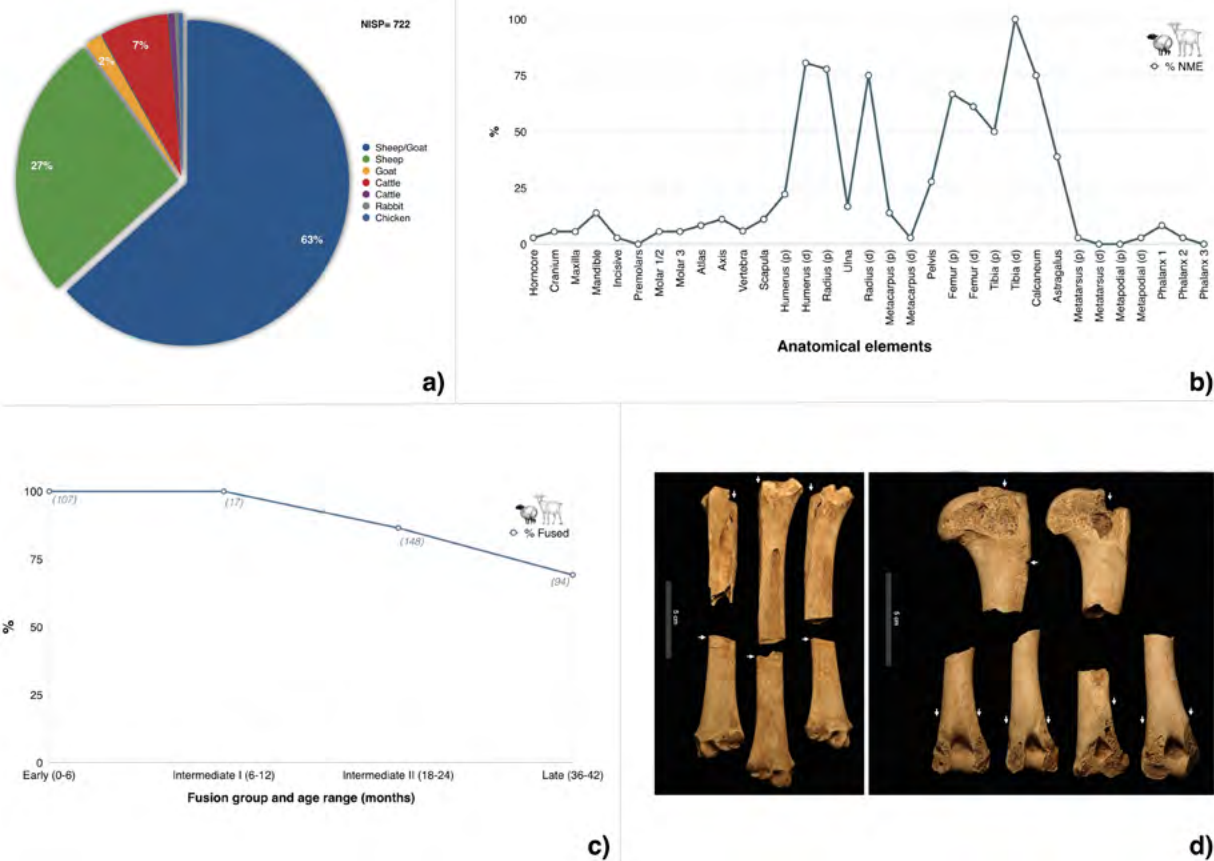 NISP= 722
7%
2%
27%
63%
Sheep/Goat
Sheep
Goat
Cattle
Cattle
Rabbit
Chicken
a)
100
75
50
25
0
%
% NME
Horncore
Cranium
Maxilla
Mandible
Incisive
Premolars
Molar 1/2
Molar 3
Atlas
Axis
Vertebra
Scapula
Humerus (p)
Humerus (d)
Radius (p)
Ulna
Radius (d)
Metacarpus (p)
Metacarpus (d)
Pelvis
Femur (p)
Femur (d)
Tibia (p)
Tibia (d)
Calcaneum
Astragalus
Metatarsus (p)
Metatarsus (d)
Metapodial (p)
Metapodial (d)
Phalanx 1
Phalanx 2
Phalanx 3
Anatomical elements
b)
100
75
50
25
0
%
(107)
(17)
(148)
(94)
% Fused
Early (0-6)
Intermediate I (6-12)
Intermediate II (18-24)
Late (36-42)
Fusion group and age range (months)
c)
5 cm
5 cm
d)